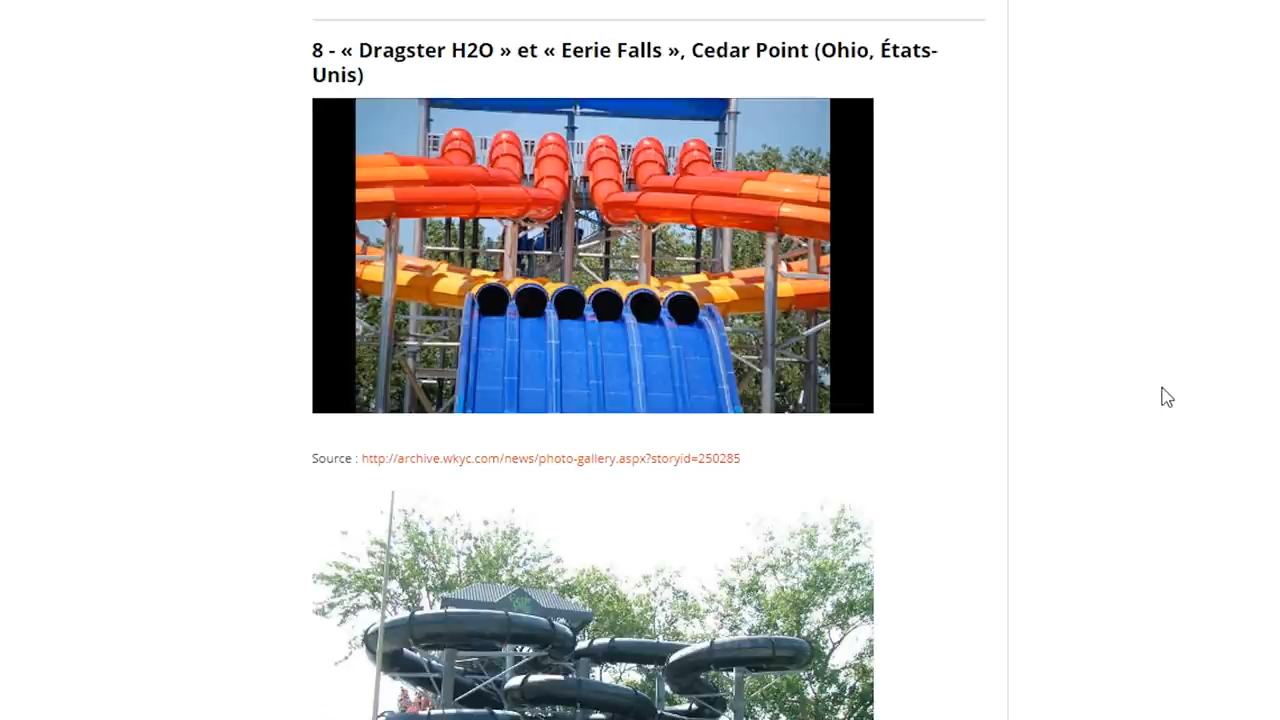 8 - « Dragster H2O » et « Eerie Falls », Cedar Point (Ohio, États-
Unis)
Source : http://archive.wkyc.com/news/photo-gallery.aspx?storyid=250285